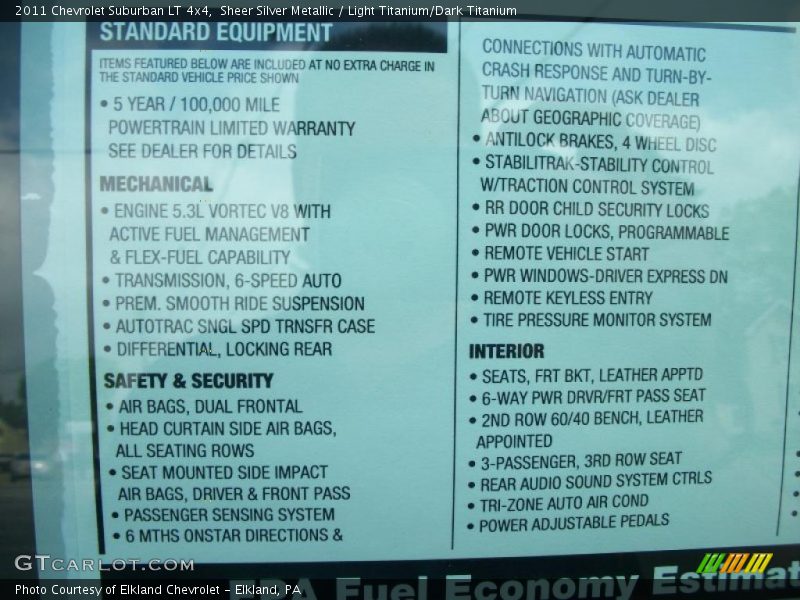 2011 Chevrolet Suburban LT 4x4,  Sheer Silver Metallic / Light Titanium/Dark Titanium
STANDARD EQUIPMENT
ITEMS FEATURED BELOW ARE INCLUDED AT NO EXTRA CHARGE IN
THE STANDARD VEHICLE PRICE SHOWN
• 5 YEAR / 100,000 MILE
POWERTRAIN LIMITED WARRANTY
SEE DEALER FOR DETAILS
MECHANICAL
• ENGINE 5.3L VORTEC V8 WITH
ACTIVE FUEL MANAGEMENT
& FLEX-FUEL CAPABILITY
• TRANSMISSION, 6-SPEED AUTO
• PREM. SMOOTH RIDE SUSPENSION
• AUTOTRAC SNGL SPD TRNSFR CASE
• DIFFERENTIAL, LOCKING REAR
SAFETY & SECURITY
• AIR BAGS, DUAL FRONTAL
• HEAD CURTAIN SIDE AIR BAGS,
ALL SEATING ROWS
• SEAT MOUNTED SIDE IMPACT
AIR BAGS, DRIVER & FRONT PASS
• PASSENGER SENSING SYSTEM
• 6 MTHS ONSTAR DIRECTIONS &
CONNECTIONS WITH AUTOMATIC
CRASH RESPONSE AND TURN-BY-
TURN NAVIGATION (ASK DEALER
ABOUT GEOGRAPHIC COVERAGE)
• ANTILOCK BRAKES, 4 WHEEL DISC
• STABILITRAK-STABILITY CONTROL
W/TRACTION CONTROL SYSTEM
• RR DOOR CHILD SECURITY LOCKS
• PWR DOOR LOCKS, PROGRAMMABLE
• REMOTE VEHICLE START
• PWR WINDOWS-DRIVER EXPRESS DN
• REMOTE KEYLESS ENTRY
• TIRE PRESSURE MONITOR SYSTEM
INTERIOR
• SEATS, FRT BKT, LEATHER APPTD
• 6-WAY PWR DRVR/FRT PASS SEAT
• 2ND ROW 60/40 BENCH, LEATHER
APPOINTED
• 3-PASSENGER, 3RD ROW SEAT
• REAR AUDIO SOUND SYSTEM CTRLS
• TRI-ZONE AUTO AIR COND
• POWER ADJUSTABLE PEDALS
EPA Fuel Economy Estimat
GTCARLOT.COM
Photo Courtesy of Elkland Chevrolet - Elkland, PA